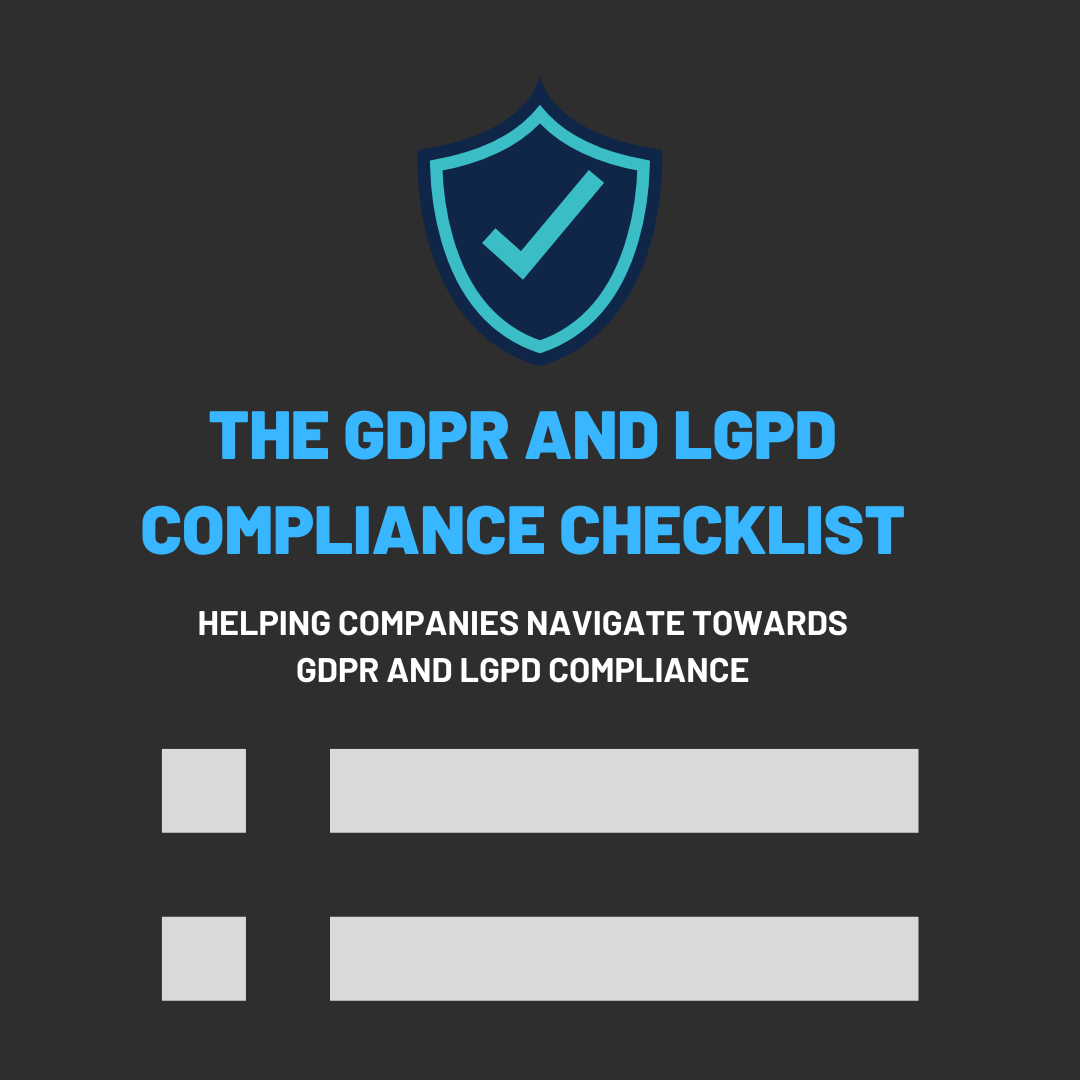 THE GDPR AND LGPD
COMPLIANCE CHECKLIST
HELPING COMPANIES NAVIGATE TOWARDS
GDPR AND LGPD COMPLIANCE